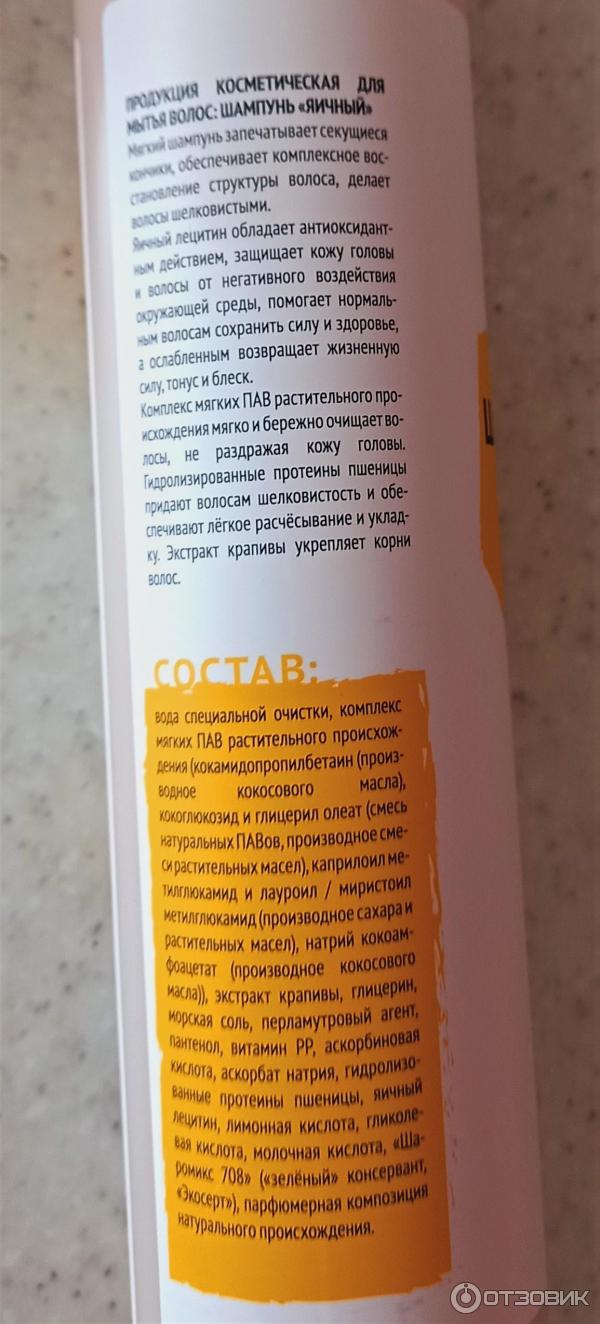 ПРОДУКЦИЯ КОСМЕТИЧЕСКАЯ ДЛЯ
МЫТЬЯ ВОЛОС: ШАМПУНЬ «ЯИЧНЫЙ»
Мягкий шампунь запечатывает секущиеся
кончики, обеспечивает комплексное вос-
становление структуры волоса, делает
волосы шелковистыми.
Яичный лецитин обладает антиоксидант-
ным действием, защищает кожу головы
и волосы от негативного воздействия
окружающей среды, помогает нормаль-
ным волосам сохранить силу и здоровье,
а ослабленным возвращает жизненную
силу, тонус и блеск.
Комплекс мягких ПАВ растительного про-
исхождения мягко и бережно очищает во-
лосы, не раздражая кожу головы.
Гидролизированные протеины пшеницы
придают волосам шелковистость и обе-
спечивают лёгкое расчёсывание и уклад-
ку. Экстракт крапивы укрепляет корни
волос.
СОСТАВ:
вода специальной очистки, комплекс
мягких ПАВ растительного происхож-
дения (кокамидопропилбетаин (произ-
водное кокосового масла),
кокоглюкозид и глицерил олеат (смесь
натуральных ПАВов, производное сме-
си растительных масел), каприлоил ме-
тилглюкамид и лауроил / миристоил
метилглюкамид (производное сахара и
растительных масел), натрий кокоам-
фоацетат (производное кокосового
масла)), экстракт крапивы, глицерин,
морская соль, перламутровый агент,
пантенол, витамин РР, аскорбиновая
кислота, аскорбат натрия, гидролизо-
ванные протеины пшеницы, яичный
лецитин, лимонная кислота, гликоле-
вая кислота, молочная кислота, «Ша-
ромикс 708» («зелёный» консервант,
«Экосерт»), парфюмерная композиция
натурального происхождения.
ОТЗОВИК